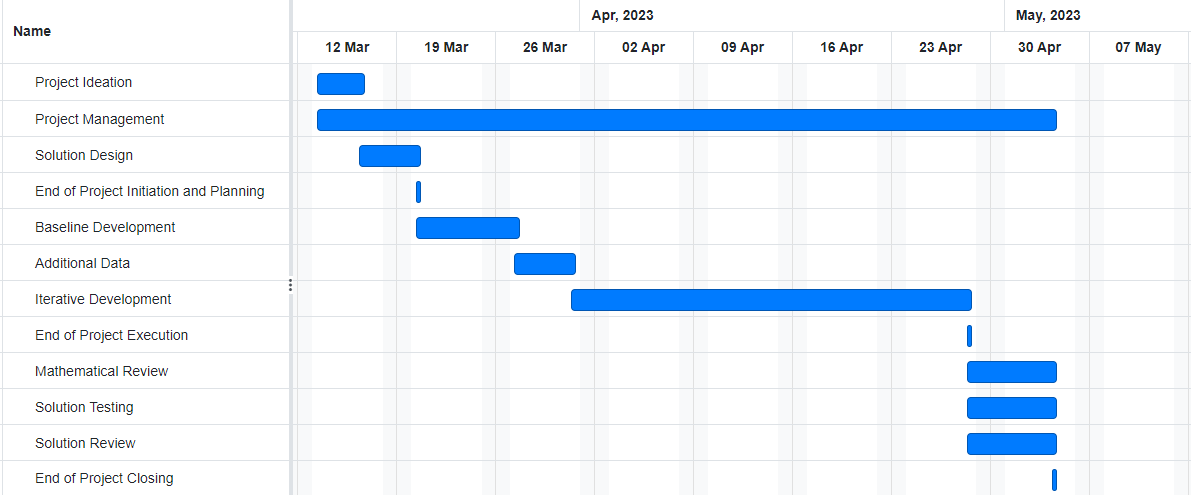 Name
Apr, 2023
May, 2023
12 Mar
19 Mar
26 Mar
02 Apr
09 Apr
16 Apr
23 Apr
30 Apr
07 May
Project Ideation
Project Management
Solution Design
End of Project Initiation and Planning
Baseline Development
Additional Data
Iterative Development
End of Project Execution
Mathematical Review
Solution Testing
Solution Review
End of Project Closing